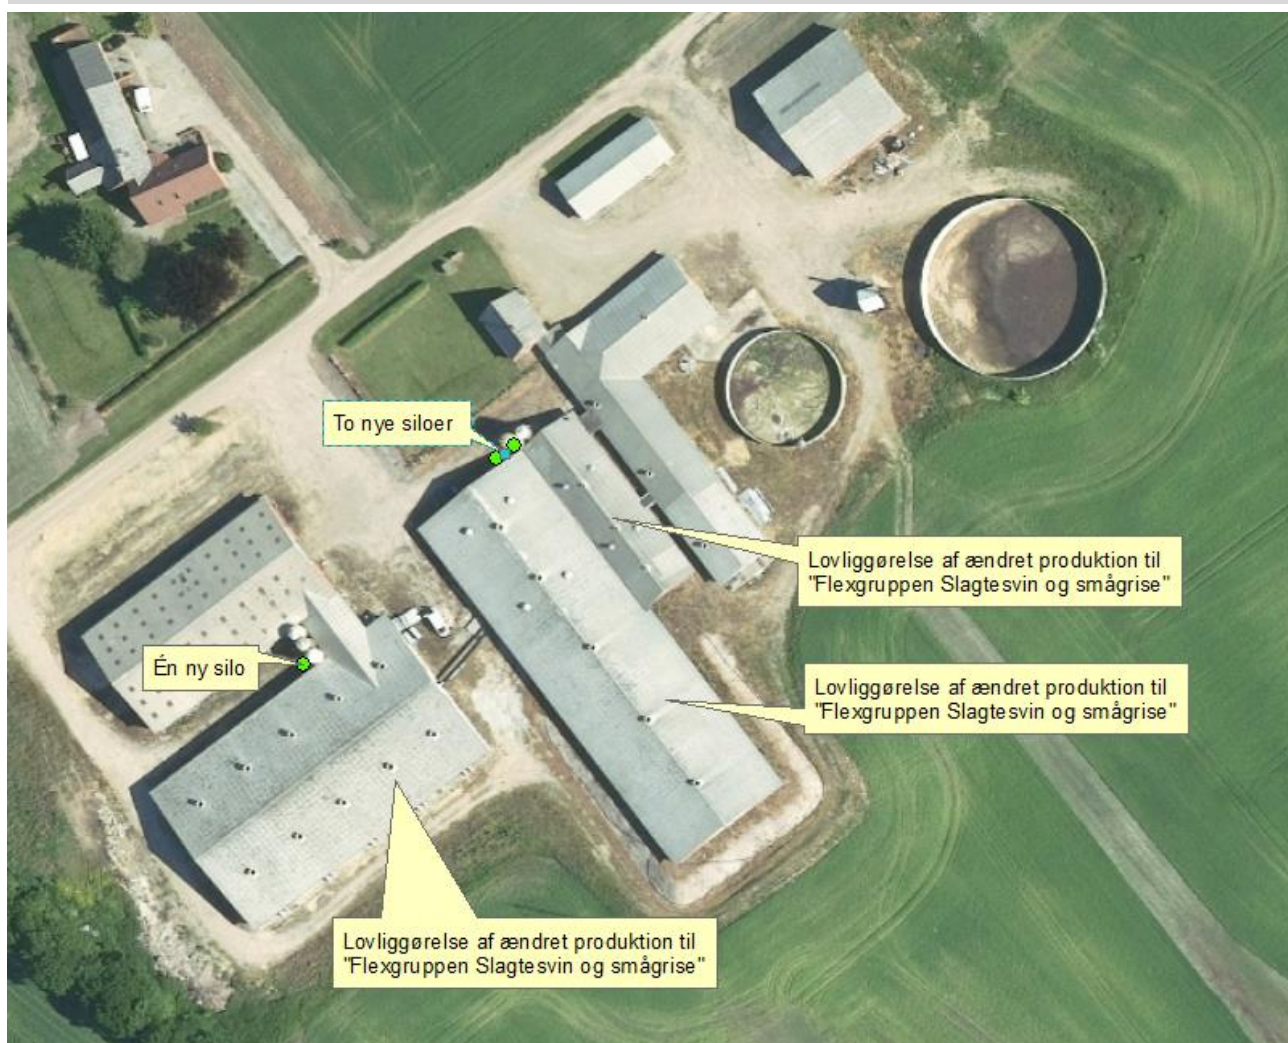 To nye siloer
Lovliggørelse af ændret produktion til
"Flexgruppen Slagtesvin og smågrise"
Én ny silo
Lovliggørelse af ændret produktion til
"Flexgruppen Slagtesvin og smågrise"
Lovliggørelse af ændret produktion til
"Flexgruppen Slagtesvin og smågrise"